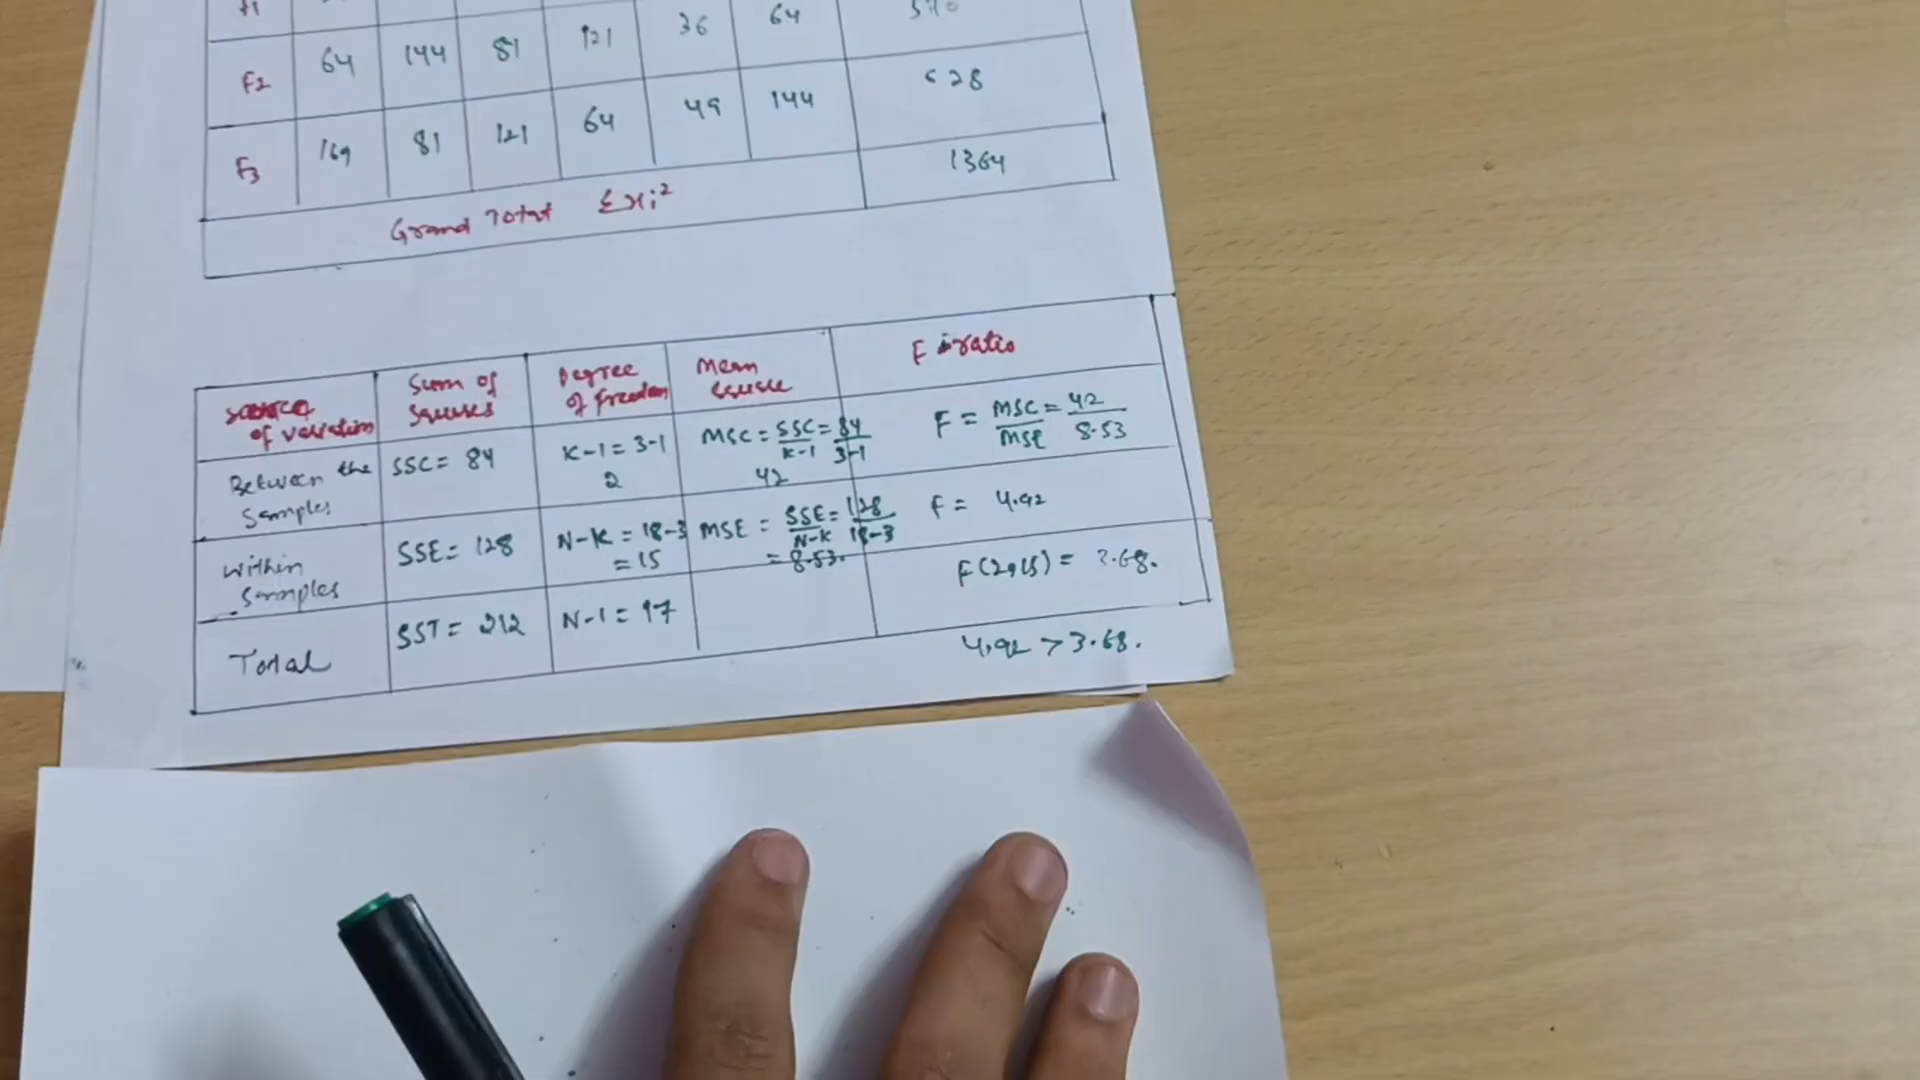 F1
F2 64 144 81 121 36 64 510
F3 169 81 121 64 49 144 628
Grand Total Σxi² 1364
Sum of Squares
Degree of freedom
Mean
F ratio
of variation
Between the Samples
SSC = 84
K-1 = 3-1
2
MSC = SSC/K-1 = 84/3-1
42
F = MSC/MSE = 42/8.53
Within Samples
SSE = 128
N-K = 18-3
= 15
MSE = SSE/N-K = 128/18-3
= 8.53.
F = 4.92
Total
SST = 212
N-1 = 17
F(2,15) = 3.68.
4.92 > 3.68.